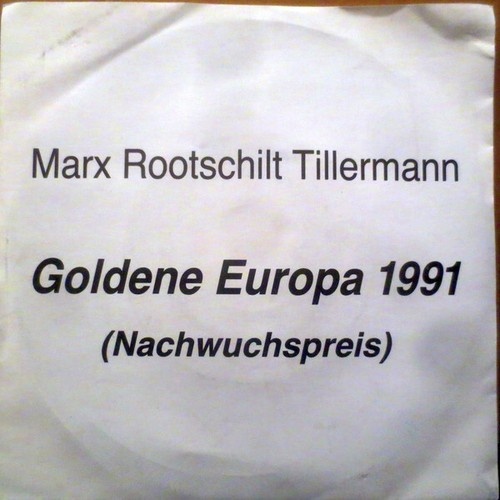 Marx Rootschilt Tillermann
Goldene Europa 1991
(Nachwuchspreis)